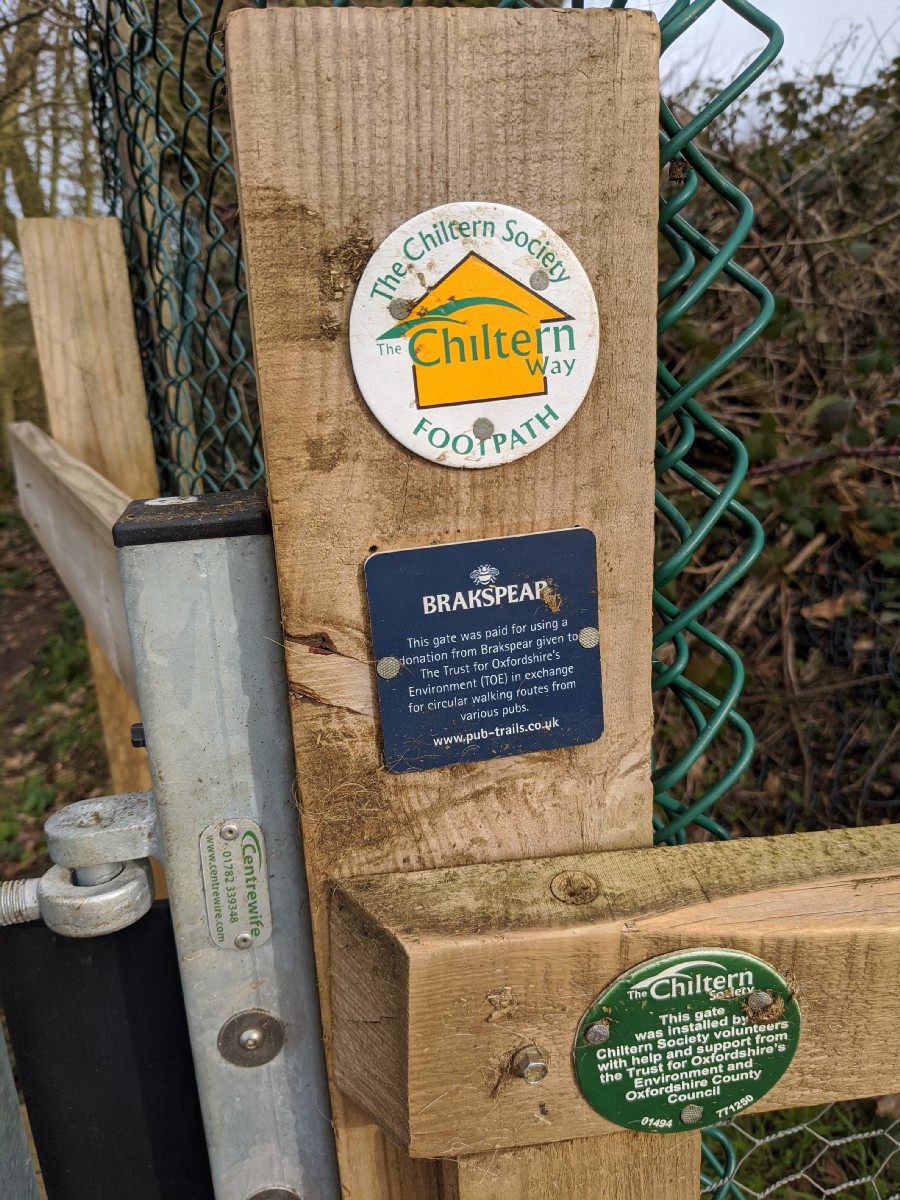 The Chiltern Society
The Chiltern
Way
FOOTPATH
BRAKSPEAR
This gate was paid for using a
donation from Brakspear given to
The Trust for Oxfordshire's
Environment (TOE) in exchange
for circular walking routes from
various pubs.
www.pub-trails.co.uk
Centrewire
01782 339348
www.centrewire.com
The Chiltern
Society
This gate
was installed by
Chiltern Society volunteers
with help and support from
the Trust for Oxfordshire's
Environment and
Oxfordshire County
Council
01494 771250